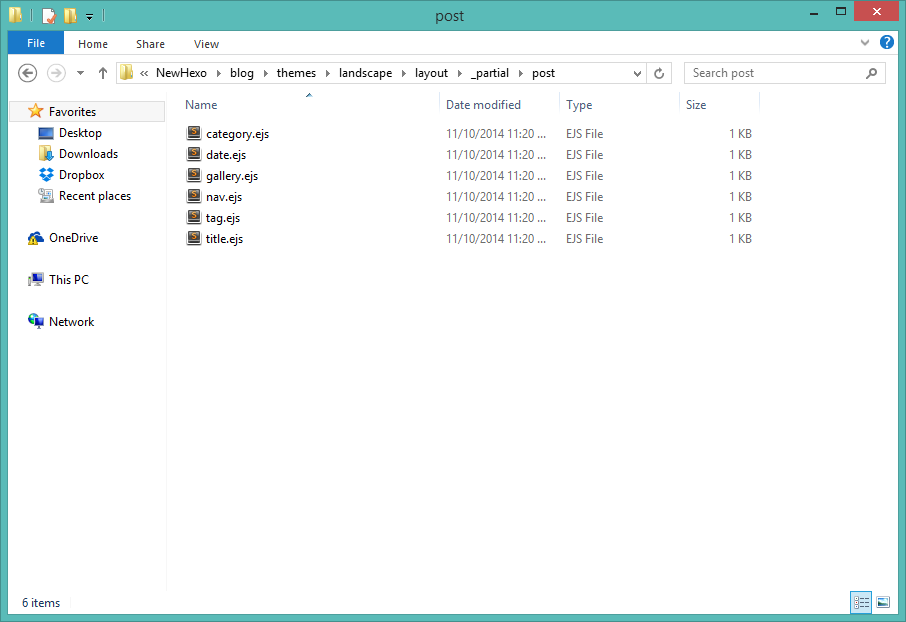 post
File Home Share View
« NewHexo blog themes landscape layout _partial post Search post
Name Date modified Type Size
Favorites
Desktop
Downloads
Dropbox
Recent places
OneDrive
This PC
Network
category.ejs 11/10/2014 11:20 ... EJS File 1 KB
date.ejs 11/10/2014 11:20 ... EJS File 1 KB
gallery.ejs 11/10/2014 11:20 ... EJS File 1 KB
nav.ejs 11/10/2014 11:20 ... EJS File 1 KB
tag.ejs 11/10/2014 11:20 ... EJS File 1 KB
title.ejs 11/10/2014 11:20 ... EJS File 1 KB
6 items